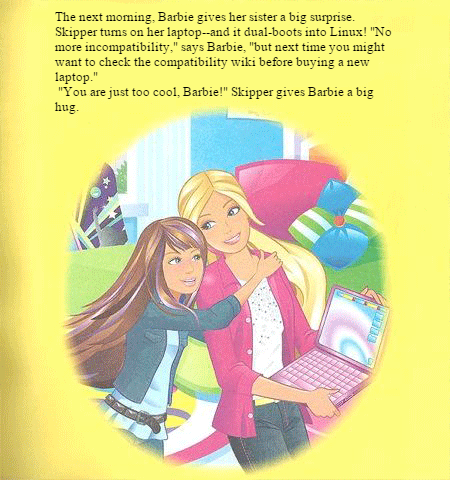 The next morning, Barbie gives her sister a big surprise.
Skipper turns on her laptop--and it dual-boots into Linux! "No
more incompatibility," says Barbie, "but next time you might
want to check the compatibility wiki before buying a new
laptop."
"You are just too cool, Barbie!" Skipper gives Barbie a big
hug.